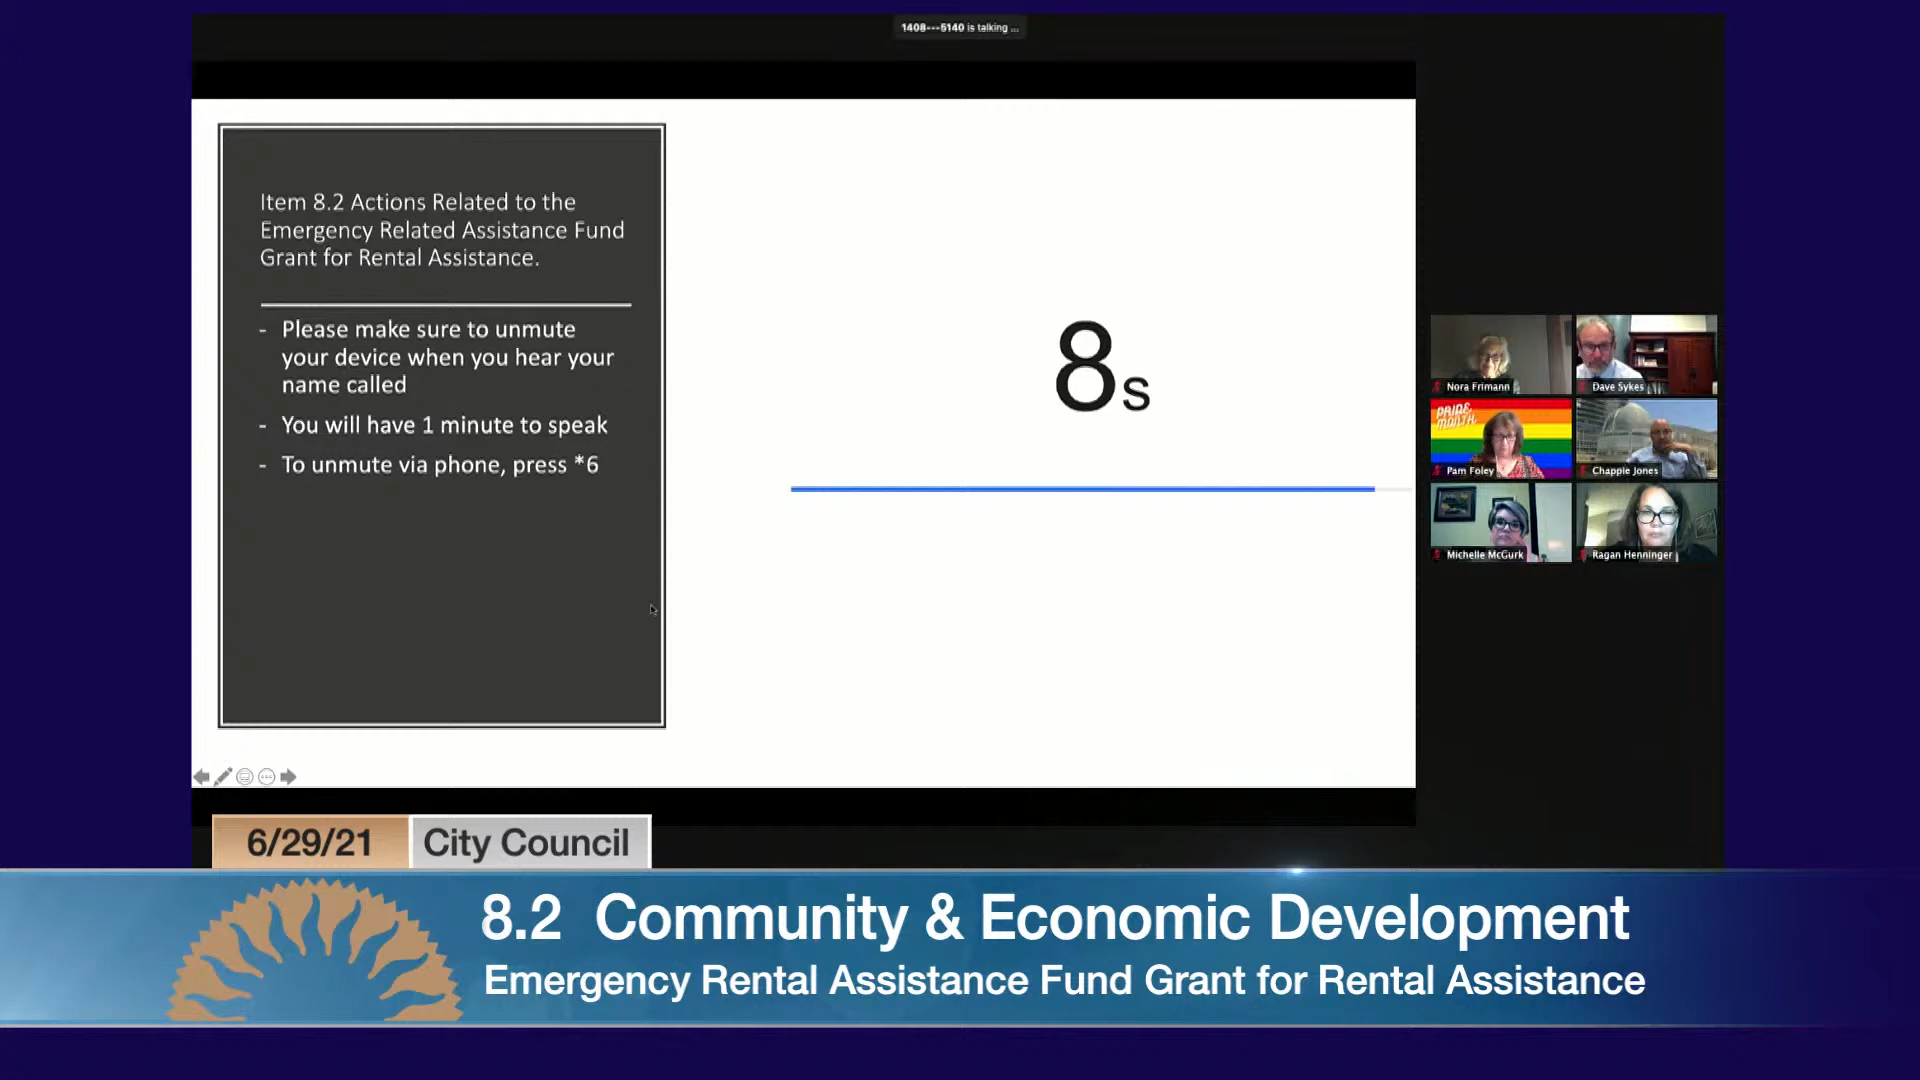 1408---5140 is talking ...
Item 8.2 Actions Related to the
Emergency Related Assistance Fund
Grant for Rental Assistance.
- Please make sure to unmute
your device when you hear your
name called
- You will have 1 minute to speak
- To unmute via phone, press *6
8s
Nora Frimann
Dave Sykes
PRIDE
MONTH
Pam Foley
Chappie Jones
Michelle McGurk
Ragan Henninger
6/29/21 City Council
8.2 Community & Economic Development
Emergency Rental Assistance Fund Grant for Rental Assistance